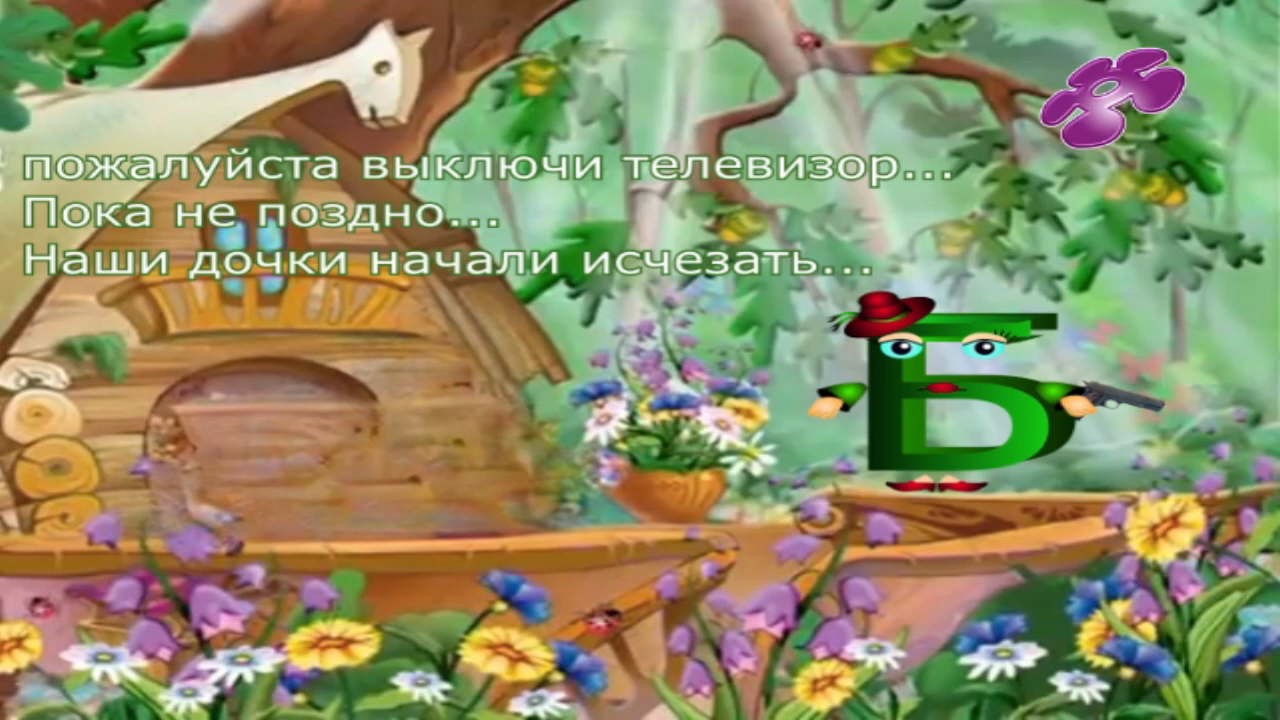 пожалуйста выключи телевизор...
Пока не поздно...
Наши дочки начали исчезать...
Б